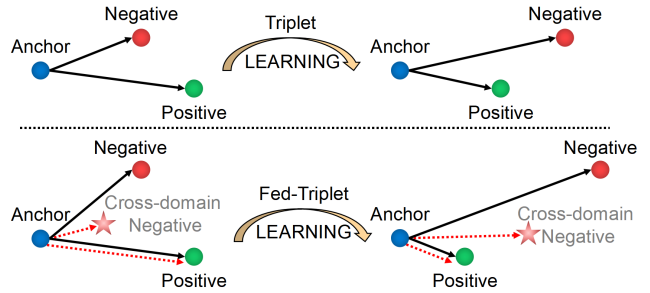 Negative
Anchor
Positive
Triplet
LEARNING
Negative
Anchor
Positive
Negative
Cross-domain
Negative
Anchor
Positive
Fed-Triplet
LEARNING
Negative
Cross-domain
Negative
Anchor
Positive